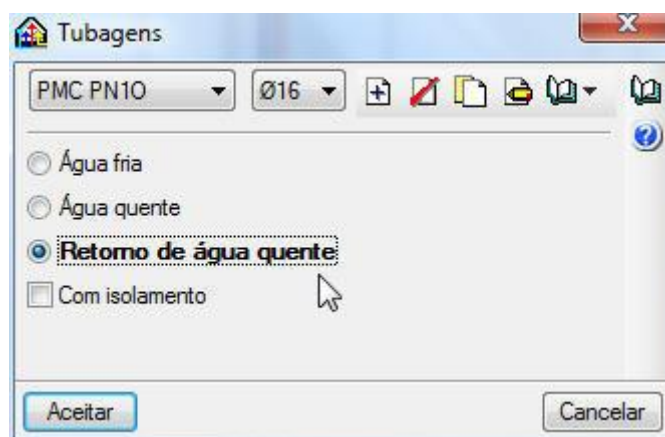 Tubagens
PMC PN10 Ø16
Água fria
Água quente
Retorno de água quente
Com isolamento
Aceitar Cancelar